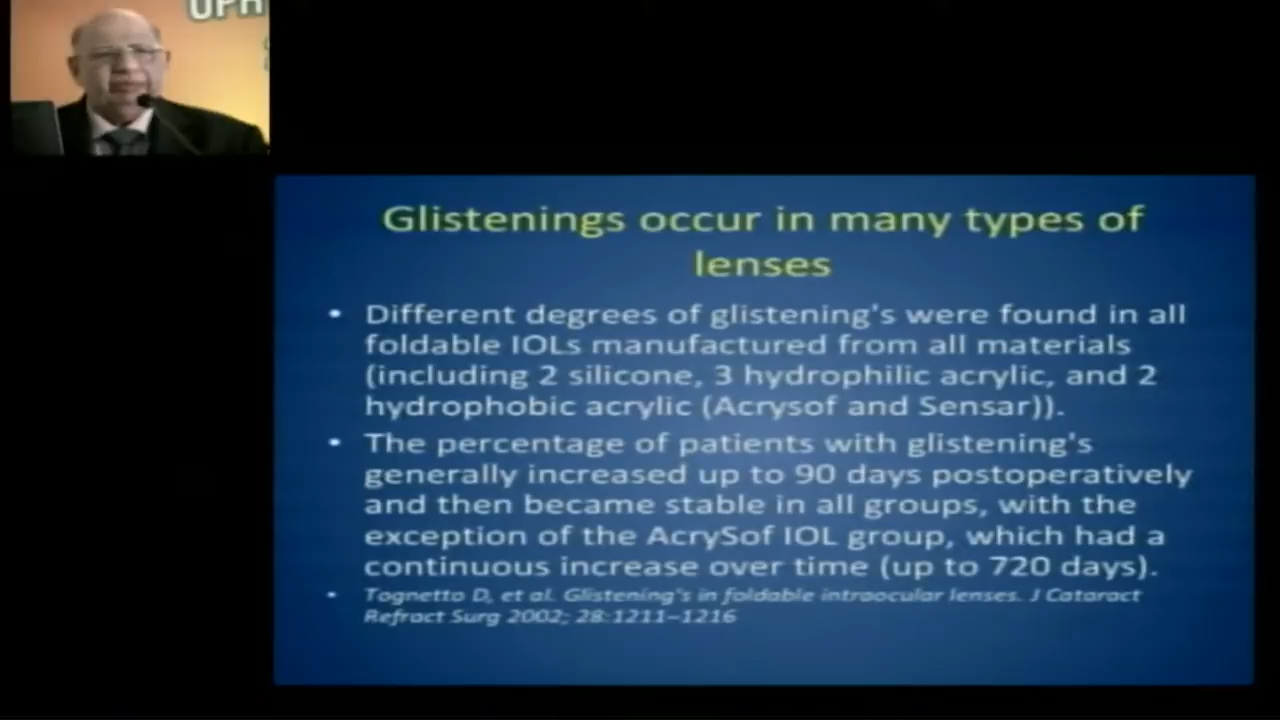 OPH
Glistenings occur in many types of
lenses
• Different degrees of glistening's were found in all
foldable IOLs manufactured from all materials
(including 2 silicone, 3 hydrophilic acrylic, and 2
hydrophobic acrylic (Acrysof and Sensar)).
• The percentage of patients with glistening's
generally increased up to 90 days postoperatively
and then became stable in all groups, with the
exception of the AcrySof IOL group, which had a
continuous increase over time (up to 720 days).
• Tognetto D, et al. Glistening's in foldable intraocular lenses. J Cataract
Refract Surg 2002; 28:1211–1216